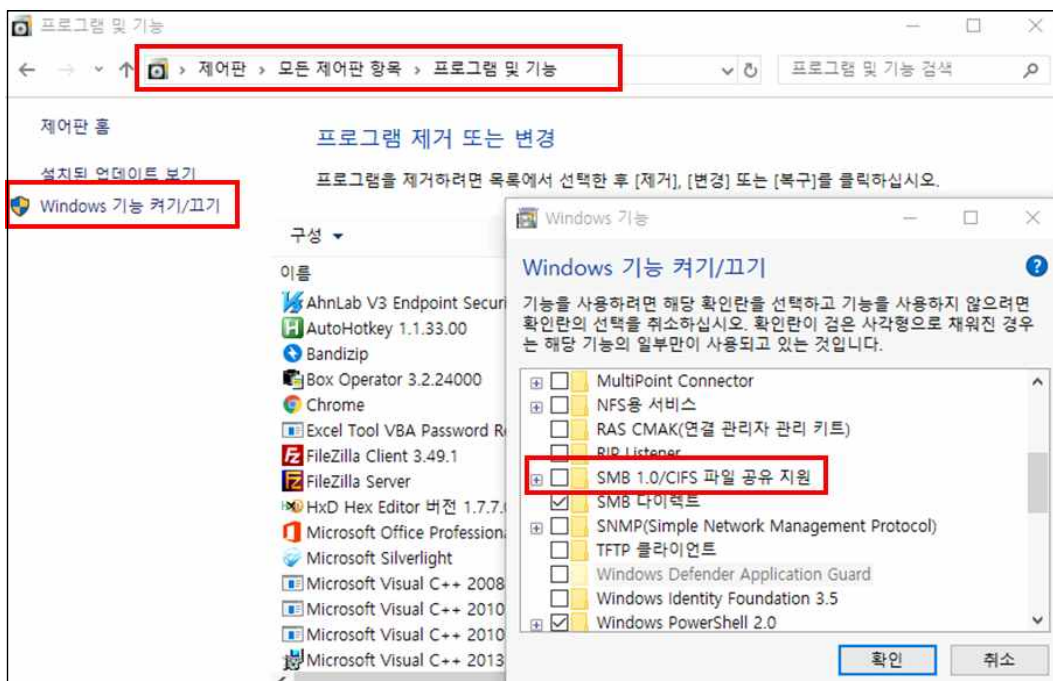 프로그램 및 기능
제어판 › 모든 제어판 항목 › 프로그램 및 기능
프로그램 및 기능 검색
제어판 홈
설치된 업데이트 보기
Windows 기능 켜기/끄기
프로그램 제거 또는 변경
프로그램을 제거하려면 목록에서 선택한 후 [제거], [변경] 또는 [복구]를 클릭하십시오.
구성
이름
AhnLab V3 Endpoint Securi
AutoHotkey 1.1.33.00
Bandizip
Box Operator 3.2.24000
Chrome
Excel Tool VBA Password R
FileZilla Client 3.49.1
FileZilla Server
HxD Hex Editor 버전 1.7.7.
Microsoft Office Profession
Microsoft Silverlight
Microsoft Visual C++ 2008
Microsoft Visual C++ 2010
Microsoft Visual C++ 2010
Microsoft Visual C++ 2013
Windows 기능
Windows 기능 켜기/끄기
기능을 사용하려면 해당 확인란을 선택하고 기능을 사용하지 않으려면
확인란의 선택을 취소하십시오. 확인란이 검은 사각형으로 채워진 경우
는 해당 기능의 일부만이 사용되고 있는 것입니다.
MultiPoint Connector
NFS용 서비스
RAS CMAK(연결 관리자 관리 키트)
RIP Listener
SMB 1.0/CIFS 파일 공유 지원
SMB 다이렉트
SNMP(Simple Network Management Protocol)
TFTP 클라이언트
Windows Defender Application Guard
Windows Identity Foundation 3.5
Windows PowerShell 2.0
확인
취소